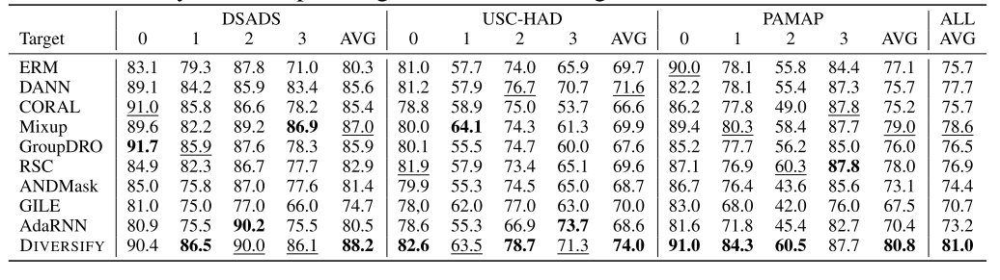 DSADS USC-HAD PAMAP ALL
Target 0 1 2 3 AVG 0 1 2 3 AVG 0 1 2 3 AVG AVG
ERM 83.1 79.3 87.8 71.0 80.3 81.0 57.7 74.0 65.9 69.7 90.0 78.1 55.8 84.4 77.1 75.7
DANN 89.1 84.2 85.9 83.4 85.6 81.2 57.9 76.7 70.7 71.6 82.2 78.1 55.4 87.3 75.7 77.7
CORAL 91.0 85.8 86.6 78.2 85.4 78.8 58.9 75.0 53.7 66.6 86.2 77.8 49.0 87.8 75.2 75.7
Mixup 89.6 82.2 89.2 86.9 87.0 80.0 64.1 74.3 61.3 69.9 89.4 80.3 58.4 87.7 79.0 78.6
GroupDRO 91.7 85.9 87.6 78.3 85.9 80.1 55.5 74.7 60.0 67.6 85.2 77.7 56.2 85.0 76.0 76.5
RSC 84.9 82.3 86.7 77.7 82.9 81.9 57.9 73.4 65.1 69.6 87.1 76.9 60.3 87.8 78.0 76.9
ANDMask 85.0 75.8 87.0 77.6 81.4 79.9 55.3 74.5 65.0 68.7 86.7 76.4 43.6 85.6 73.1 74.4
GILE 81.0 75.0 77.0 66.0 74.7 78,0 62.0 77.0 63.0 70.0 83.0 68.0 42.0 76.0 67.5 70.7
AdaRNN 80.9 75.5 90.2 75.5 80.5 78.6 55.3 66.9 73.7 68.6 81.6 71.8 45.4 82.7 70.4 73.2
DIVERSIFY 90.4 86.5 90.0 86.1 88.2 82.6 63.5 78.7 71.3 74.0 91.0 84.3 60.5 87.7 80.8 81.0